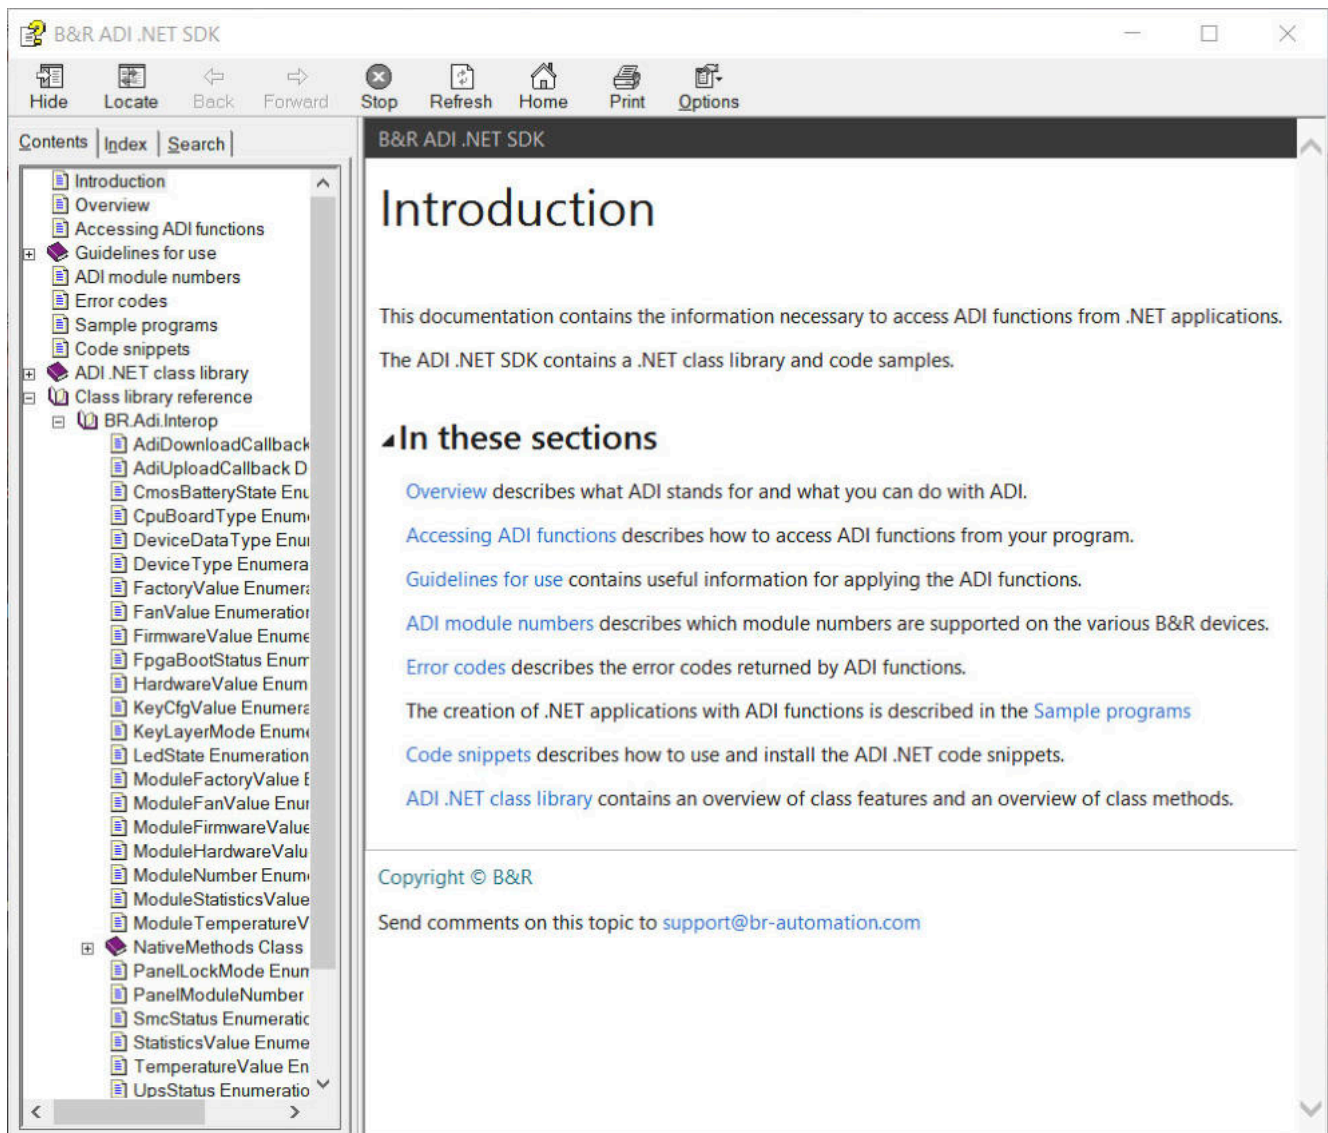 B&R ADI .NET SDK
Hide Locate Back Forward Stop Refresh Home Print Options
Contents Index Search
Introduction
Overview
Accessing ADI functions
Guidelines for use
ADI module numbers
Error codes
Sample programs
Code snippets
ADI .NET class library
Class library reference
BR.Adi.Interop
AdiDownloadCallback
AdiUploadCallback D
CmosBatteryState Enu
CpuBoardType Enum
DeviceDataType Enu
DeviceType Enumera
FactoryValue Enumera
FanValue Enumeration
FirmwareValue Enume
FpgaBootStatus Enum
HardwareValue Enum
KeyCfgValue Enumera
KeyLayerMode Enume
LedState Enumeration
ModuleFactoryValue E
ModuleFanValue Enur
ModuleFirmwareValue
ModuleHardwareValu
ModuleNumber Enum
ModuleStatisticsValue
ModuleTemperatureV
NativeMethods Class
PanelLockMode Enum
PanelModuleNumber
SmcStatus Enumeratic
StatisticsValue Enume
TemperatureValue En
UpsStatus Enumeratio
B&R ADI .NET SDK
Introduction
This documentation contains the information necessary to access ADI functions from .NET applications.
The ADI .NET SDK contains a .NET class library and code samples.
In these sections
Overview describes what ADI stands for and what you can do with ADI.
Accessing ADI functions describes how to access ADI functions from your program.
Guidelines for use contains useful information for applying the ADI functions.
ADI module numbers describes which module numbers are supported on the various B&R devices.
Error codes describes the error codes returned by ADI functions.
The creation of .NET applications with ADI functions is described in the Sample programs
Code snippets describes how to use and install the ADI .NET code snippets.
ADI .NET class library contains an overview of class features and an overview of class methods.
Copyright © B&R
Send comments on this topic to support@br-automation.com